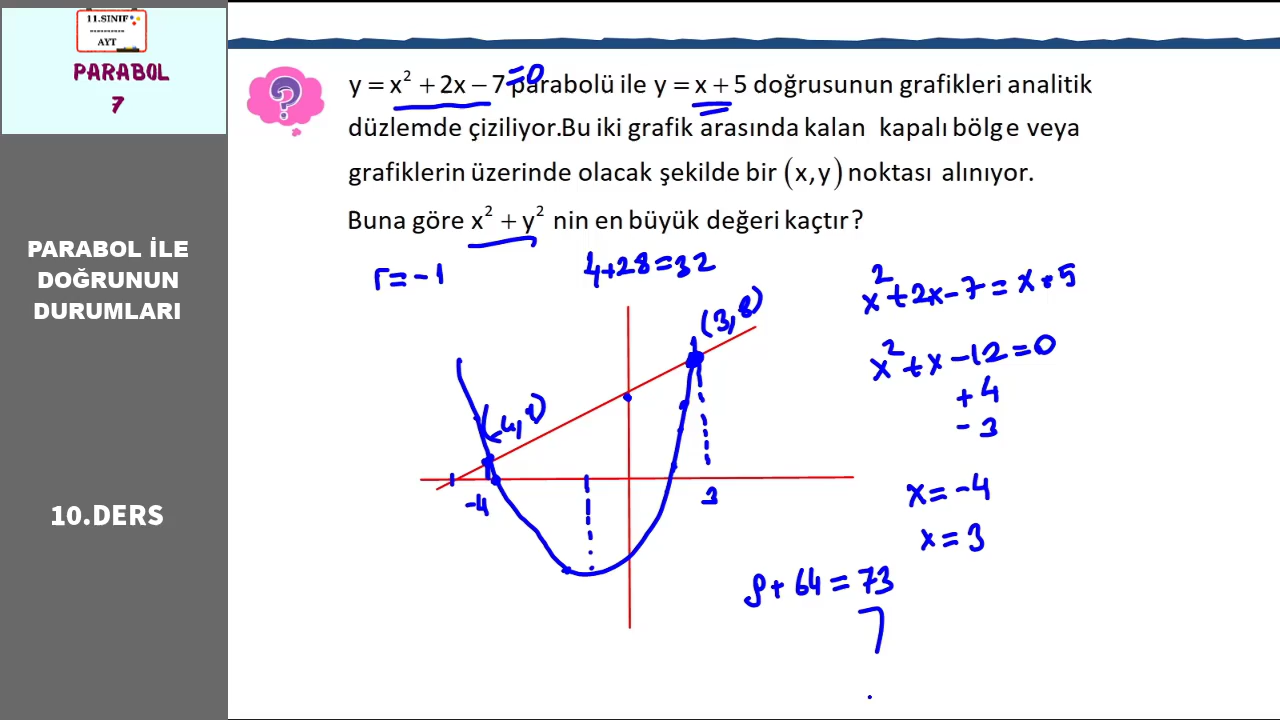 11.SINIF
----------
AYT
PARABOL
7
PARABOL İLE
DOĞRUNUN
DURUMLARI
10.DERS
y = x² + 2x − 7 =0 parabolü ile y = x + 5 doğrusunun grafikleri analitik
düzlemde çiziliyor.Bu iki grafik arasında kalan kapalı bölge veya
grafiklerin üzerinde olacak şekilde bir (x,y) noktası alınıyor.
Buna göre x² + y² nin en büyük değeri kaçtır?
r = -1
4+28=32
(3,8)
-4
3
x²+2x-7 = x+5
x²+x-12=0
+4
-3
x = -4
x = 3
9+64=73